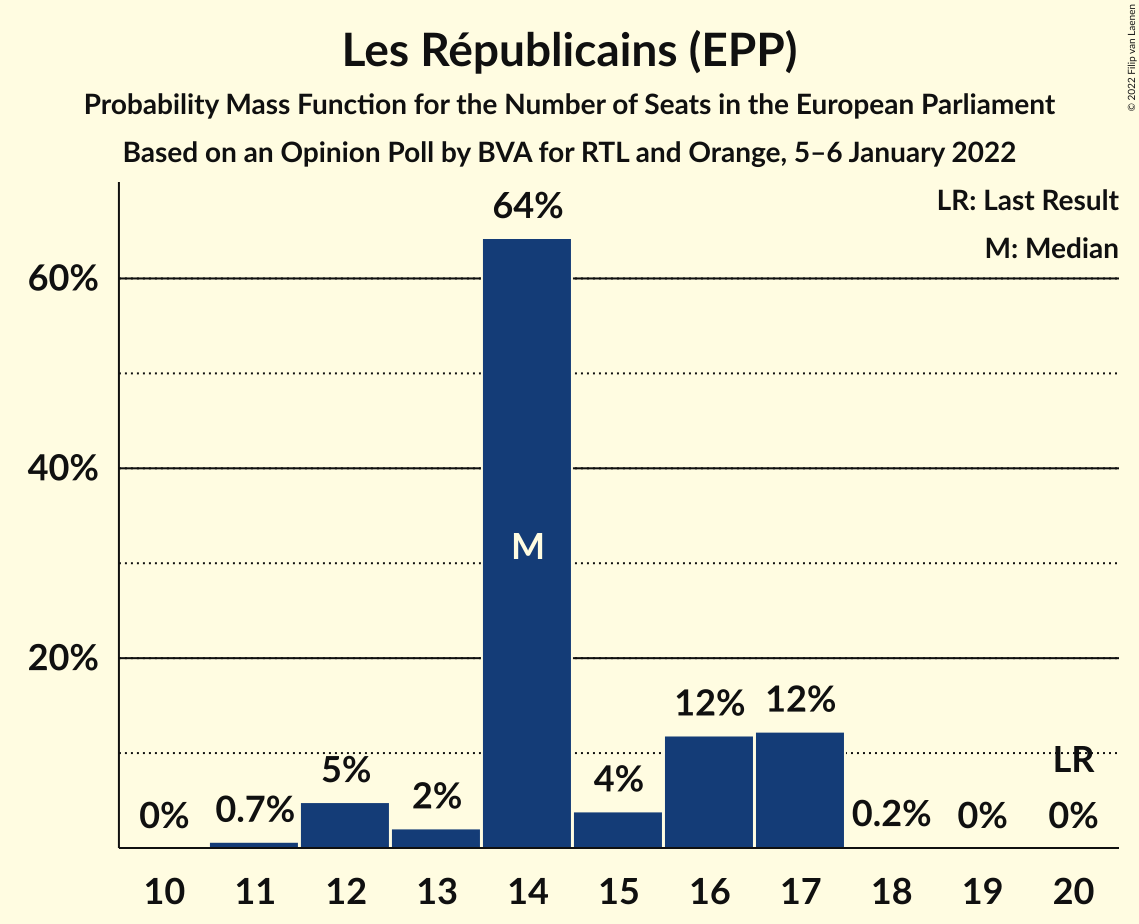 Les Républicains (EPP)
Probability Mass Function for the Number of Seats in the European Parliament
Based on an Opinion Poll by BVA for RTL and Orange, 5–6 January 2022
© 2022 Filip van Laenen
LR: Last Result
M: Median
60%
40%
20%
0%
0.7%
5%
2%
64%
M
4%
12%
12%
0.2%
0%
LR
0%
10 11 12 13 14 15 16 17 18 19 20